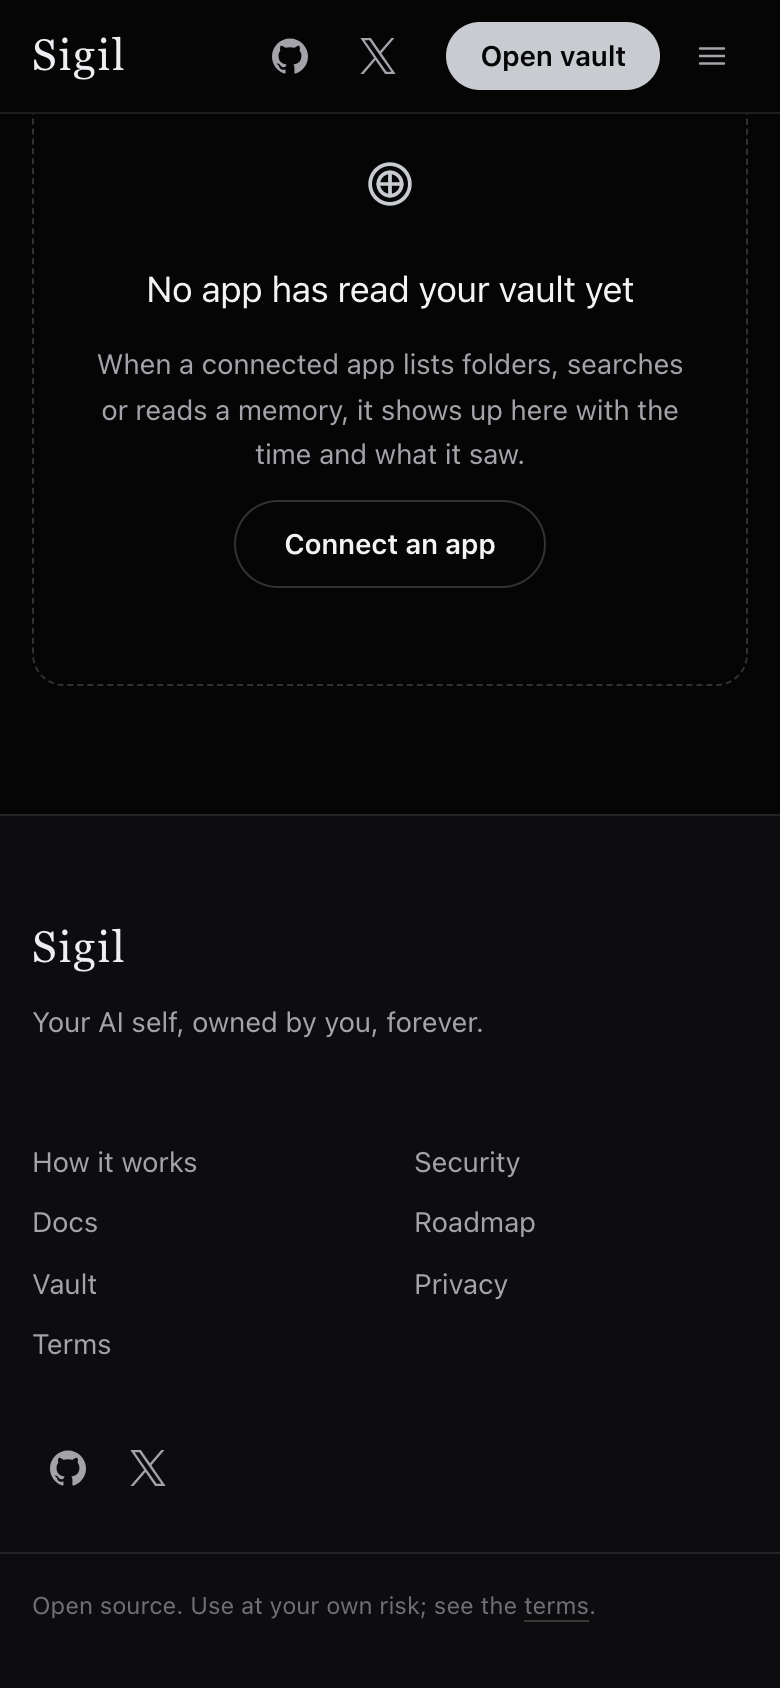 Sigil
Open vault
No app has read your vault yet
When a connected app lists folders, searches
or reads a memory, it shows up here with the
time and what it saw.
Connect an app
Sigil
Your AI self, owned by you, forever.
How it works
Security
Docs
Roadmap
Vault
Privacy
Terms
Open source. Use at your own risk; see the terms.